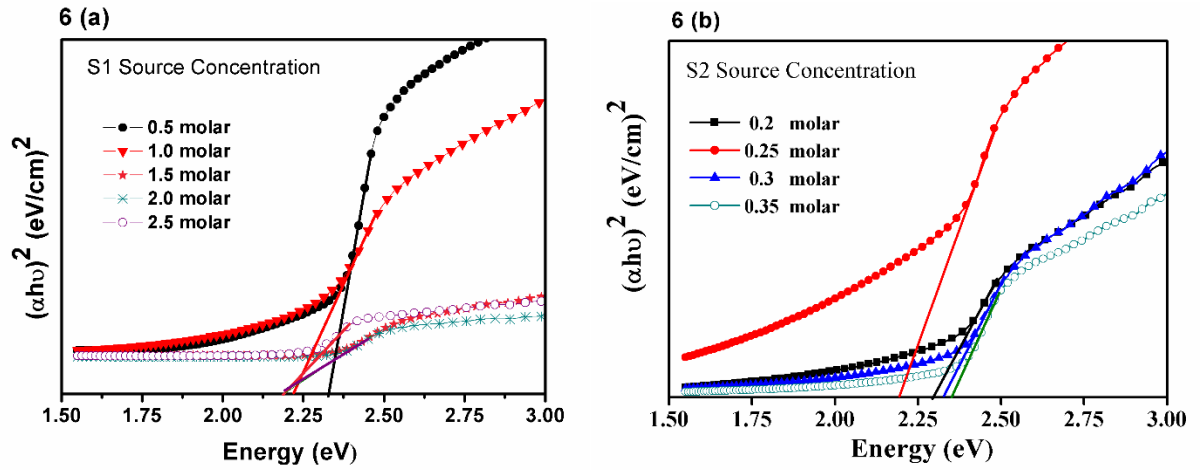 6 (a)
S1 Source Concentration
0.5 molar
1.0 molar
1.5 molar
2.0 molar
2.5 molar
(αhυ)² (eV/cm)²
1.50 1.75 2.00 2.25 2.50 2.75 3.00
Energy (eV)
6 (b)
S2 Source Concentration
0.2 molar
0.25 molar
0.3 molar
0.35 molar
(αhυ)² (eV/cm)²
1.50 1.75 2.00 2.25 2.50 2.75 3.00
Energy (eV)